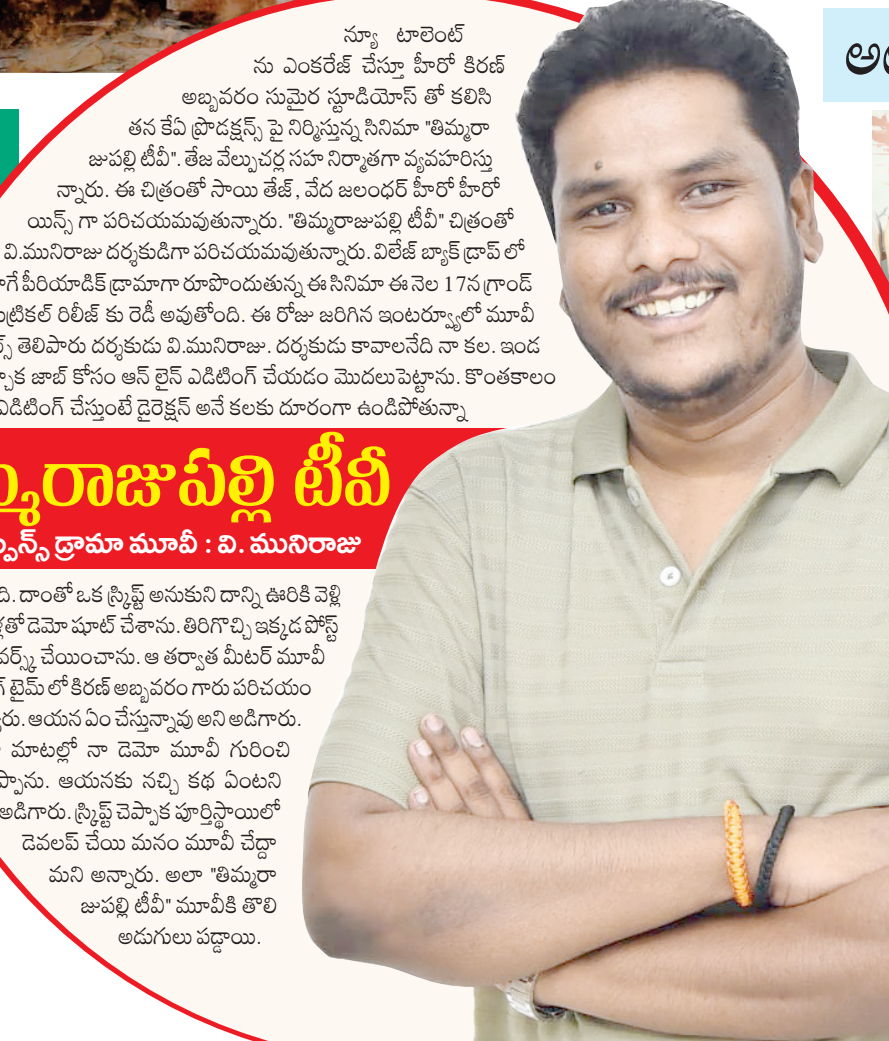 న్యూ టాలెంట్
ను ఎంకరేజ్ చేస్తూ హీరో కిరణ్
అబ్బవరం సుమైర స్టూడియోస్ తో కలిసి
తన కేఏ ప్రొడక్షన్స్ పై నిర్మిస్తున్న సినిమా "తిమ్మరా
జుపల్లి టీవీ". తేజ వేల్పుచర్ల సహ నిర్మాతగా వ్యవహరిస్తు
న్నారు. ఈ చిత్రంతో సాయి తేజ్, వేద జలంధర్ హీరో హీరో
యిన్స్ గా పరిచయమవుతున్నారు. "తిమ్మరాజుపల్లి టీవీ" చిత్రంతో
వి.మునిరాజు దర్శకుడిగా పరిచయమవుతున్నారు. విలేజ్ బ్యాక్ డ్రాప్ లో
పీరియాడిక్ డ్రామాగా రూపొందుతున్న ఈ సినిమా ఈ నెల 17న గ్రాండ్
రిలీజ్ కు రెడీ అవుతోంది. ఈ రోజు జరిగిన ఇంటర్వ్యూలో మూవీ
తెలిపారు దర్శకుడు వి.మునిరాజు. దర్శకుడు కావాలనేది నా కల. ఇండ
జాబ్ కోసం ఆన్ లైన్ ఎడిటింగ్ చేయడం మొదలుపెట్టాను. కొంతకాలం
ఎడిటింగ్ చేస్తుంటే డైరెక్షన్ అనే కలకు దూరంగా ఉండిపోతున్నా
మ్మరాజుపల్లి టీవీ
డ్రామా మూవీ : వి. మునిరాజు
ది. దాంతో ఒక స్క్రిప్ట్ అనుకుని దాన్ని ఊరికి వెళ్లి
డెమో షూట్ చేశాను. తిరిగొచ్చి ఇక్కడ పోస్ట్
వర్క్స్ చేయించాను. ఆ తర్వాత మీటర్ మూవీ
టైమ్ లో కిరణ్ అబ్బవరం గారు పరిచయం
ఆయన ఏం చేస్తున్నావు అని అడిగారు.
మాటల్లో నా డెమో మూవీ గురించి
ఆయనకు నచ్చి కథ ఏంటని
అడిగారు. స్క్రిప్ట్ చెప్పాక పూర్తిస్థాయిలో
డెవలప్ చేయి మనం మూవీ చేద్దా
మని అన్నారు. అలా "తిమ్మరా
జుపల్లి టీవీ" మూవీకి తొలి
అడుగులు పడ్డాయి.